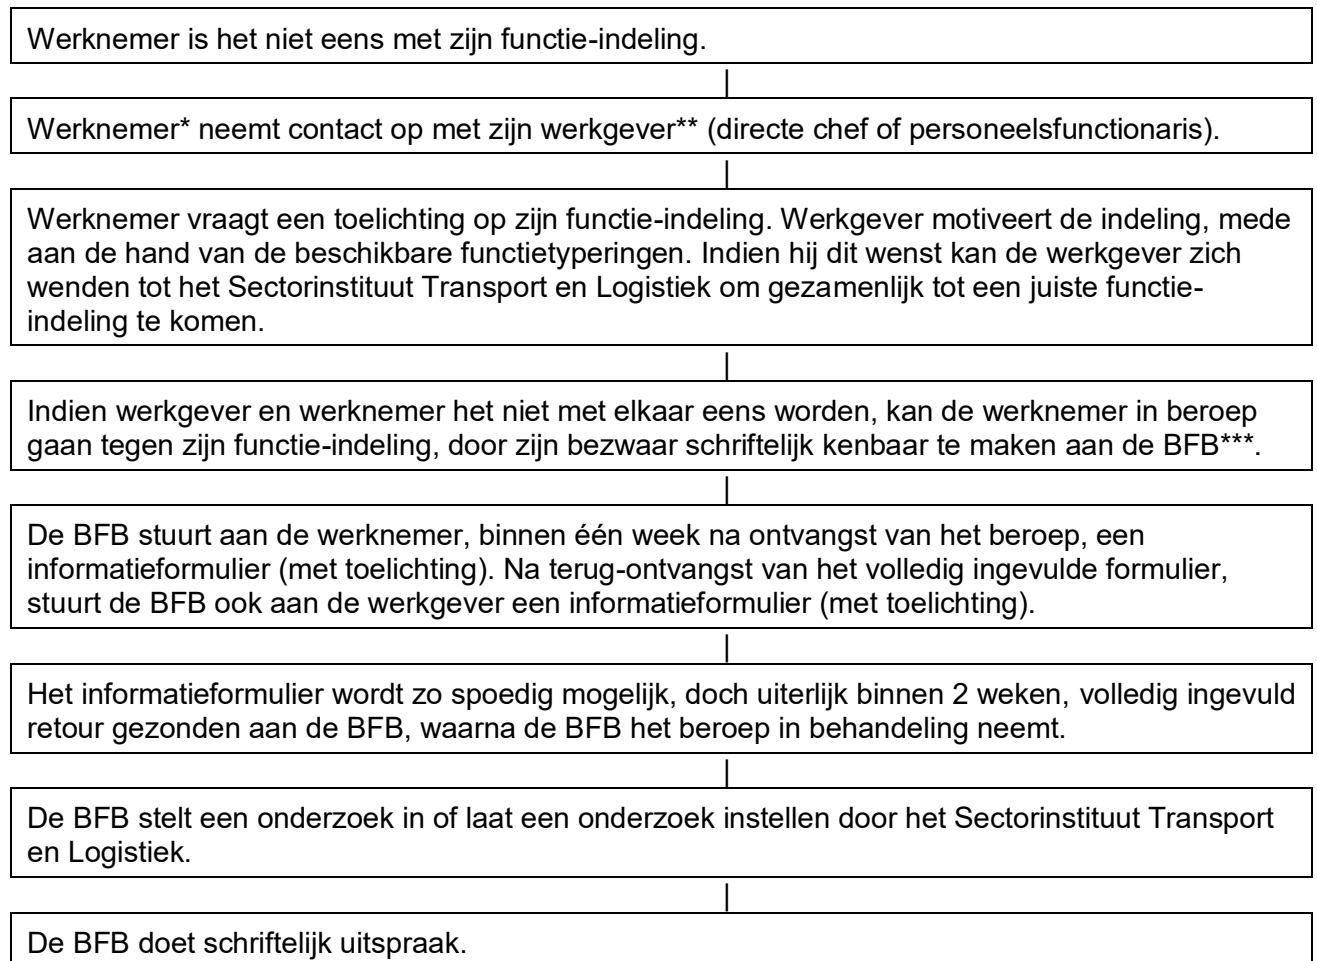 Werknemer is het niet eens met zijn functie-indeling.
Werknemer* neemt contact op met zijn werkgever** (directe chef of personeelsfunctionaris).
Werknemer vraagt een toelichting op zijn functie-indeling. Werkgever motiveert de indeling, mede
aan de hand van de beschikbare functietyperingen. Indien hij dit wenst kan de werkgever zich
wenden tot het Sectorinstituut Transport en Logistiek om gezamenlijk tot een juiste functie-
indeling te komen.
Indien werkgever en werknemer het niet met elkaar eens worden, kan de werknemer in beroep
gaan tegen zijn functie-indeling, door zijn bezwaar schriftelijk kenbaar te maken aan de BFB***.
De BFB stuurt aan de werknemer, binnen één week na ontvangst van het beroep, een
informatieformulier (met toelichting). Na terug-ontvangst van het volledig ingevulde formulier,
stuurt de BFB ook aan de werkgever een informatieformulier (met toelichting).
Het informatieformulier wordt zo spoedig mogelijk, doch uiterlijk binnen 2 weken, volledig ingevuld
retour gezonden aan de BFB, waarna de BFB het beroep in behandeling neemt.
De BFB stelt een onderzoek in of laat een onderzoek instellen door het Sectorinstituut Transport
en Logistiek.
De BFB doet schriftelijk uitspraak.